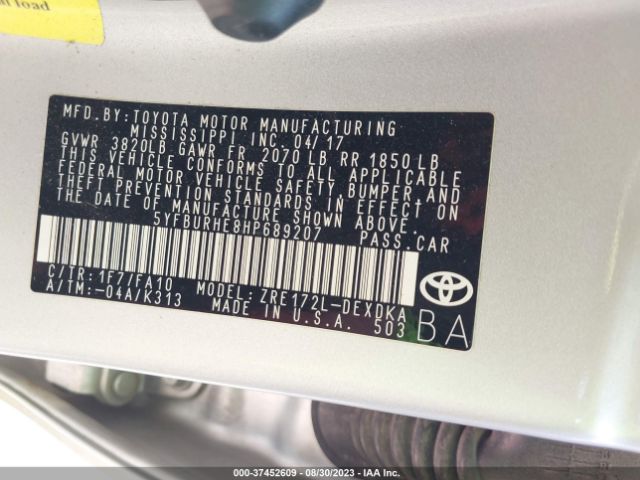 load
MFD.BY:TOYOTA MOTOR MANUFACTURING
MISSISSIPPI,INC. 04/17
GVWR 3820LB GAWR FR 2070 LB RR 1850 LB
THIS VEHICLE CONFORMS TO ALL APPLICABLE
FEDERAL MOTOR VEHICLE SAFETY,BUMPER,AND
THEFT PREVENTION STANDARDS IN EFFECT ON
THE DATE OF MANUFACTURE SHOWN ABOVE.
5YFBURHE8HP689207 PASS.CAR
C/TR:1F7/FA10 MODEL:ZRE172L-DEXDKA
A/TM:-04A/K313 MADE IN U.S.A. 503
BA
000-37452609 - 08/30/2023 - IAA Inc.